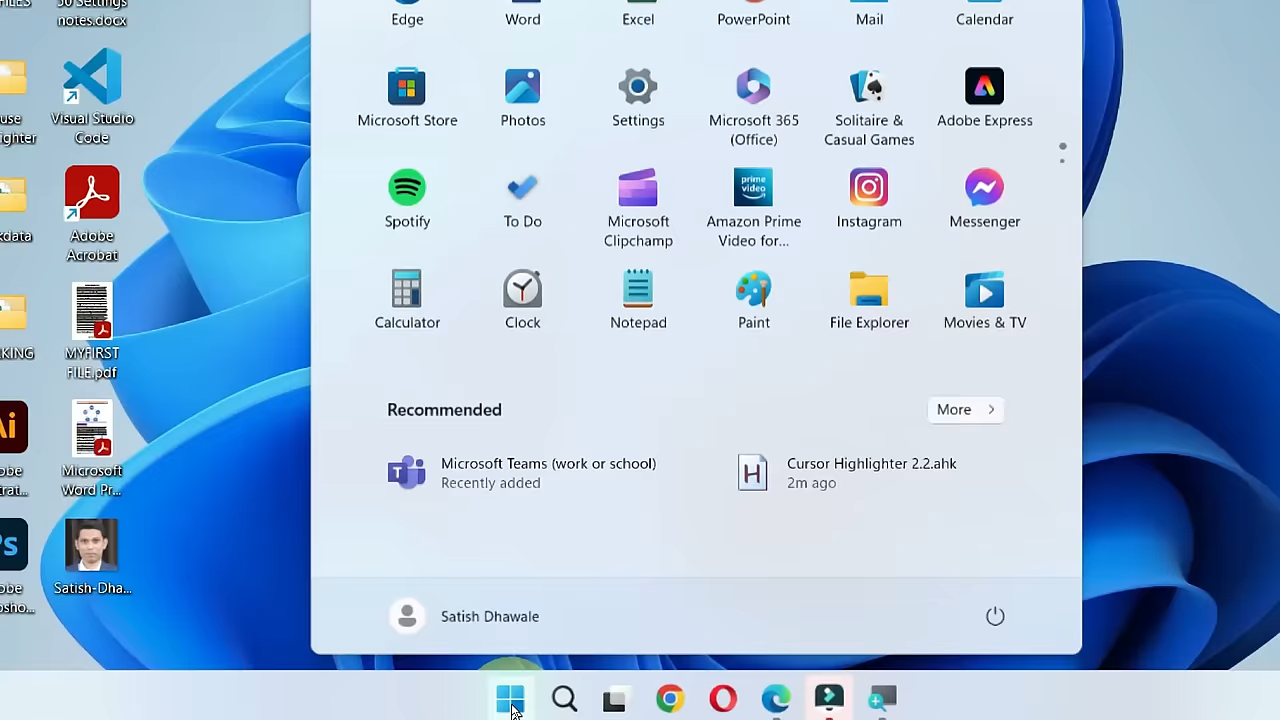 50 Settings
notes.docx
Visual Studio
Code
Adobe
Acrobat
MYFIRST
FILE.pdf
Microsoft
Word Pr...
Satish-Dha...
Edge
Word
Excel
PowerPoint
Mail
Calendar
Microsoft Store
Photos
Settings
Microsoft 365
(Office)
Solitaire &
Casual Games
Adobe Express
Spotify
To Do
Microsoft
Clipchamp
prime
video
Amazon Prime
Video for...
Instagram
Messenger
Calculator
Clock
Notepad
Paint
File Explorer
Movies & TV
Recommended
More
Microsoft Teams (work or school)
Recently added
H
Cursor Highlighter 2.2.ahk
2m ago
Satish Dhawale